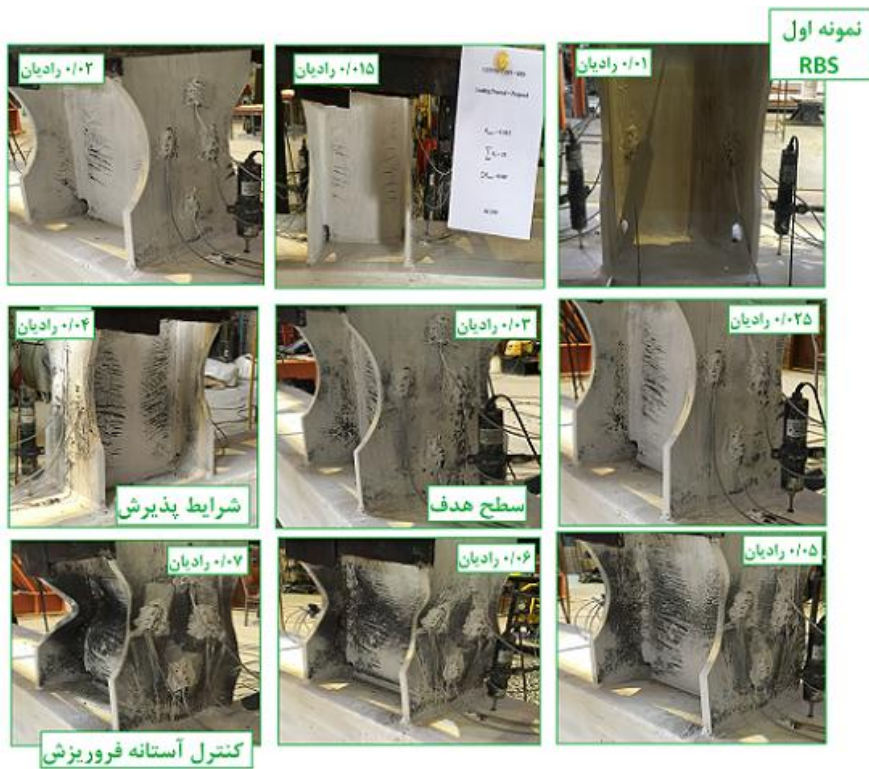 نمونه اول
RBS
۰/۰۱ رادیان
۰/۰۱۵ رادیان
۰/۰۲ رادیان
۰/۰۲۵ رادیان
۰/۰۳ رادیان
سطح هدف
۰/۰۴ رادیان
شرایط پذیرش
۰/۰۵ رادیان
۰/۰۶ رادیان
۰/۰۷ رادیان
کنترل آستانه فروریزش